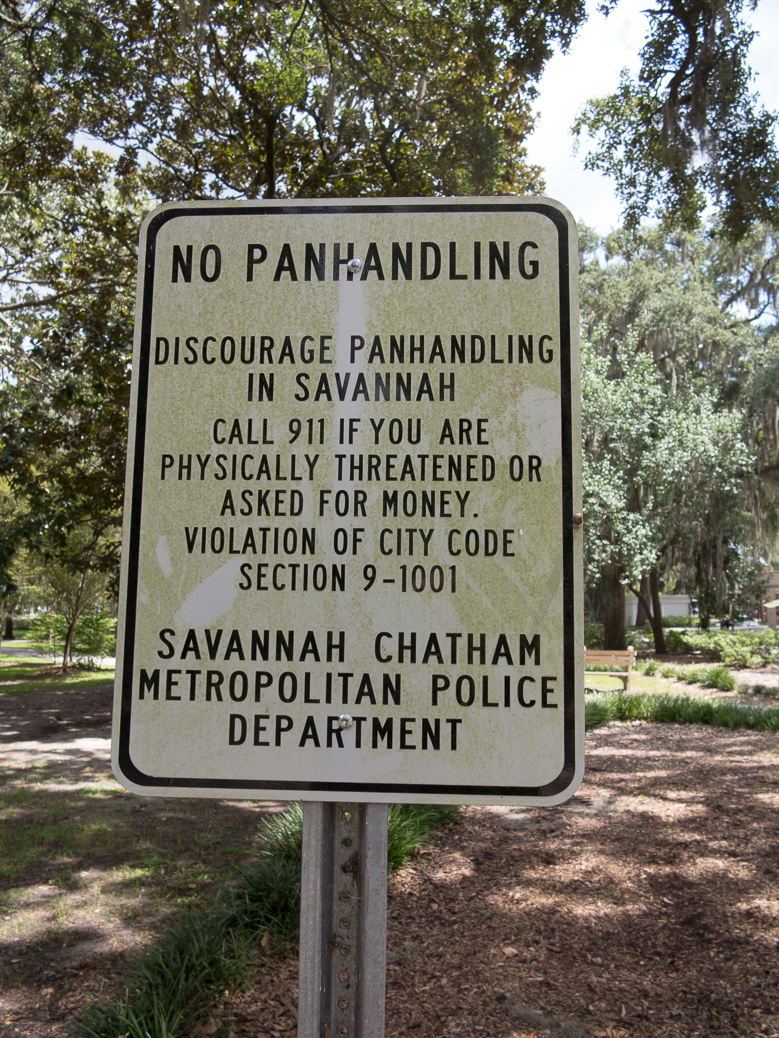 NO PANHANDLING
DISCOURAGE PANHANDLING
IN SAVANNAH
CALL 911 IF YOU ARE
PHYSICALLY THREATENED OR
ASKED FOR MONEY.
VIOLATION OF CITY CODE
SECTION 9-1001
SAVANNAH CHATHAM
METROPOLITAN POLICE
DEPARTMENT